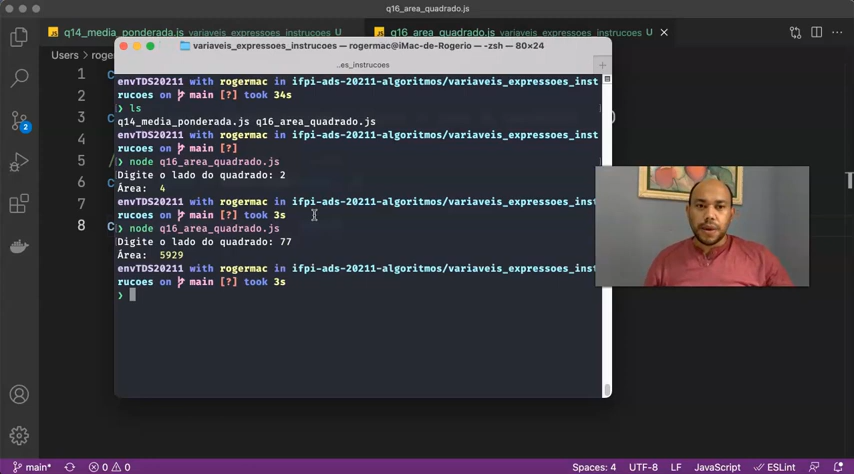 q16_area_quadrado.js
q14_media_ponderada.js variaveis_expressoes_instrucoes U
q16_area_quadrado.js variaveis_expressoes_instrucoes U
Users
variaveis_expressoes_instrucoes — rogermac@iMac-de-Rogerio — -zsh — 80×24
..es_instrucoes
envTDS20211 with rogermac in ifpi-ads-20211-algoritmos/variaveis_expressoes_inst
rucoes on main [?] took 34s
❯ ls
q14_media_ponderada.js q16_area_quadrado.js
envTDS20211 with rogermac in ifpi-ads-20211-algoritmos/variaveis_expressoes_inst
rucoes on main [?]
❯ node q16_area_quadrado.js
Digite o lado do quadrado: 2
Área: 4
envTDS20211 with rogermac in ifpi-ads-20211-algoritmos/variaveis_expressoes_inst
rucoes on main [?] took 3s
❯ node q16_area_quadrado.js
Digite o lado do quadrado: 77
Área: 5929
envTDS20211 with rogermac in ifpi-ads-20211-algoritmos/variaveis_expressoes_inst
rucoes on main [?] took 3s
❯
1
2
3
4
5
6
7
8
2
main* 0 0 Spaces: 4 UTF-8 LF JavaScript ESLint